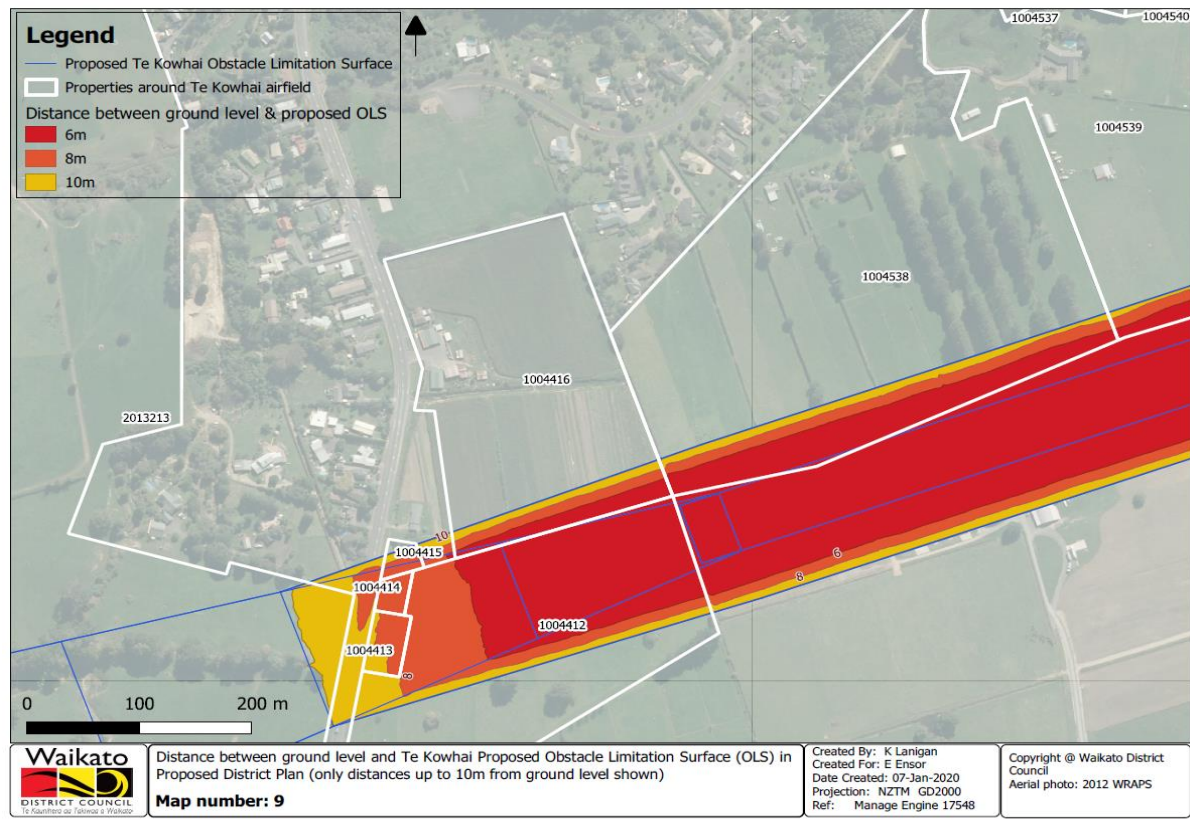 Legend
Proposed Te Kowhai Obstacle Limitation Surface
Properties around Te Kowhai airfield
Distance between ground level & proposed OLS
6m
8m
10m
1004537
1004540
1004539
1004538
1004416
2013213
10
1004415
1004414
6
8
1004412
1004413
8
0 100 200 m
Waikato
DISTRICT COUNCIL
Te Kaunihera aa Takiwaa o Waikato
Distance between ground level and Te Kowhai Proposed Obstacle Limitation Surface (OLS) in
Proposed District Plan (only distances up to 10m from ground level shown)
Map number: 9
Created By: K Lanigan
Created For: E Ensor
Date Created: 07-Jan-2020
Projection: NZTM GD2000
Ref: Manage Engine 17548
Copyright @ Waikato District
Council
Aerial photo: 2012 WRAPS